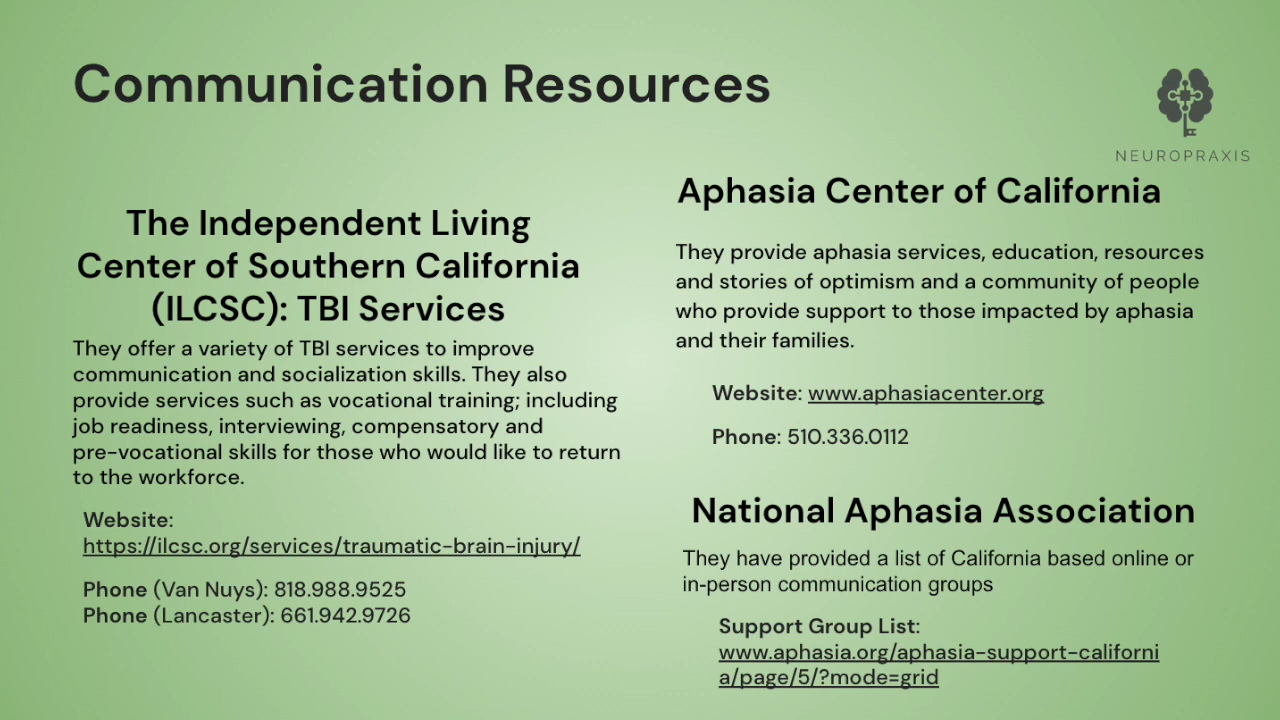 Communication Resources
NEUROPRAXIS
The Independent Living
Center of Southern California
(ILCSC): TBI Services
They offer a variety of TBI services to improve
communication and socialization skills. They also
provide services such as vocational training; including
job readiness, interviewing, compensatory and
pre-vocational skills for those who would like to return
to the workforce.
Website:
https://ilcsc.org/services/traumatic-brain-injury/
Phone (Van Nuys): 818.988.9525
Phone (Lancaster): 661.942.9726
Aphasia Center of California
They provide aphasia services, education, resources
and stories of optimism and a community of people
who provide support to those impacted by aphasia
and their families.
Website: www.aphasiacenter.org
Phone: 510.336.0112
National Aphasia Association
They have provided a list of California based online or
in-person communication groups
Support Group List:
www.aphasia.org/aphasia-support-californi
a/page/5/?mode=grid